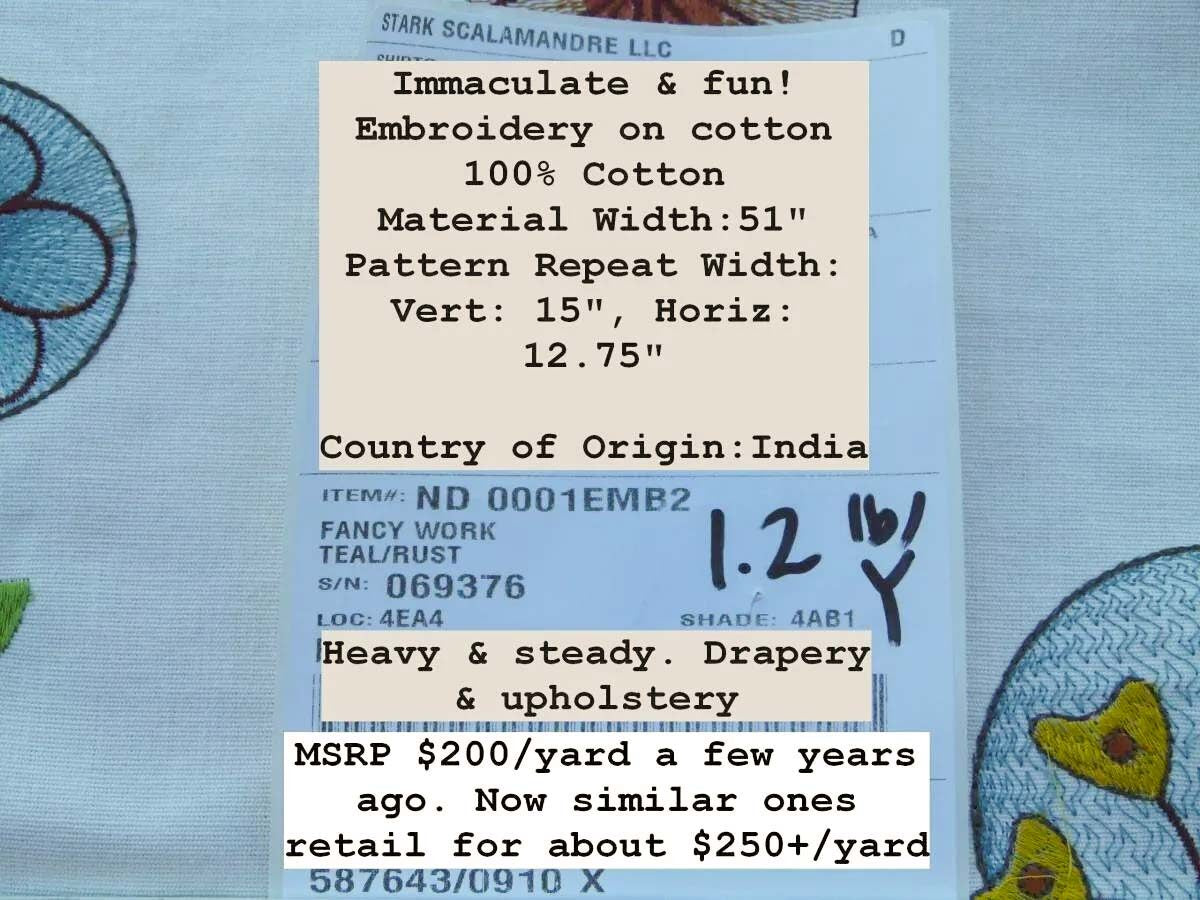 STARK SCALAMANDRE LLC
D
Immaculate & fun!
Embroidery on cotton
100% Cotton
Material Width:51"
Pattern Repeat Width:
Vert: 15", Horiz:
12.75"
Country of Origin:India
ITEM#: ND 0001EMB2
FANCY WORK
TEAL/RUST
S/N: 069376
1.2 lb/
Y
LOC: 4EA4
SHADE: 4AB1
Heavy & steady. Drapery
& upholstery
MSRP $200/yard a few years
ago. Now similar ones
retail for about $250+/yard
587643/0910 X